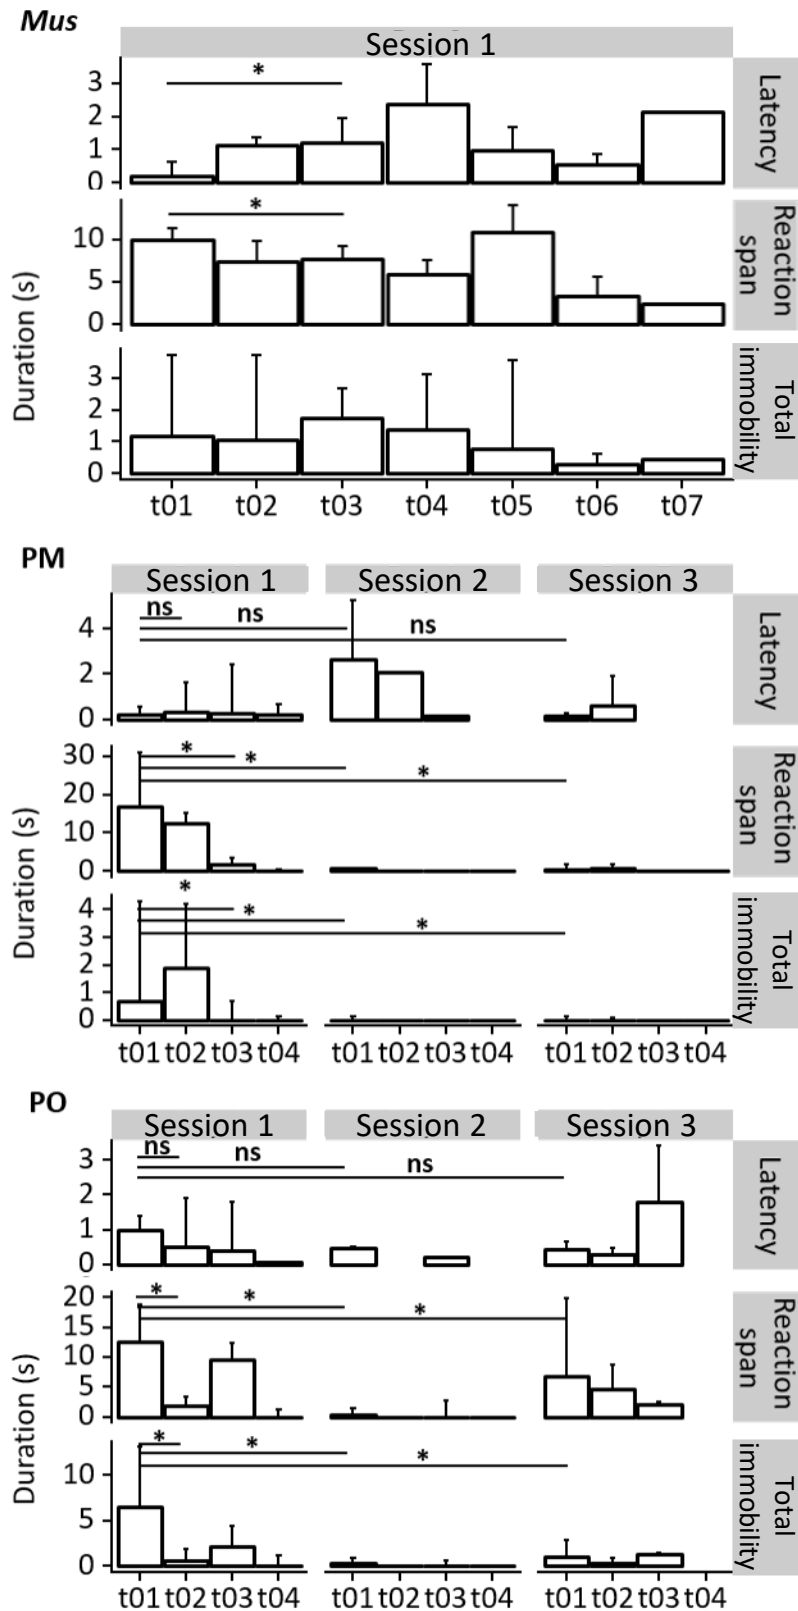 Mus
Session 1
*
3
2
1
0
Latency
*
10
5
0
Reaction
span
3
2
1
0
Total
immobility
Duration (s)
t01 t02 t03 t04 t05 t06 t07
PM
Session 1 Session 2 Session 3
ns
ns
ns
4
2
0
Latency
*
*
*
30
20
10
0
Reaction
span
*
*
*
4
3
2
1
0
Total
immobility
Duration (s)
t01 t02 t03 t04 t01 t02 t03 t04 t01 t02 t03 t04
PO
Session 1 Session 2 Session 3
ns
ns
ns
3
2
1
0
Latency
*
*
*
20
15
10
5
0
Reaction
span
*
*
*
10
5
0
Total
immobility
Duration (s)
t01 t02 t03 t04 t01 t02 t03 t04 t01 t02 t03 t04